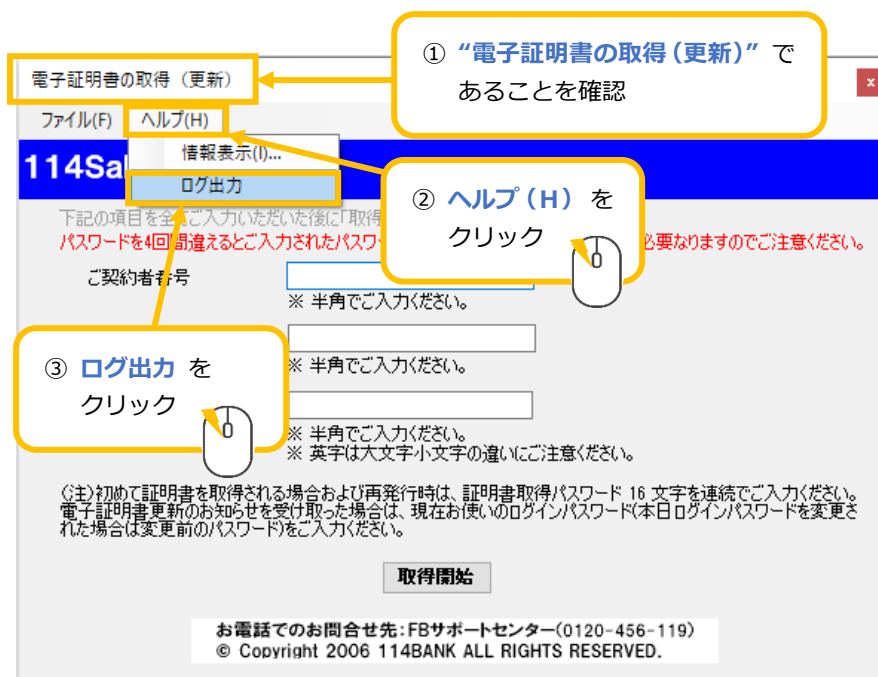 ① “電子証明書の取得（更新）” で
あることを確認
電子証明書の取得（更新）
x
ファイル(F) ヘルプ(H)
情報表示(I)...
ログ出力
114Sa
② ヘルプ（H） を
クリック
下記の項目を全てご入力いただいた後に「取得
パスワードを4回間違えるとご入力されたパスワー
必要なりますのでご注意ください。
ご契約者番号
※ 半角でご入力ください。
※ 半角でご入力ください。
③ ログ出力 を
クリック
※ 半角でご入力ください。
※ 英字は大文字小文字の違いにご注意ください。
(注)初めて証明書を取得される場合および再発行時は、証明書取得パスワード 16 文字を連続でご入力ください。
電子証明書更新のお知らせを受け取った場合は、現在お使いのログインパスワード(本日ログインパスワードを変更さ
れた場合は変更前のパスワード)をご入力ください。
取得開始
お電話でのお問合せ先:FBサポートセンター(0120-456-119)
© Copyright 2006 114BANK ALL RIGHTS RESERVED.